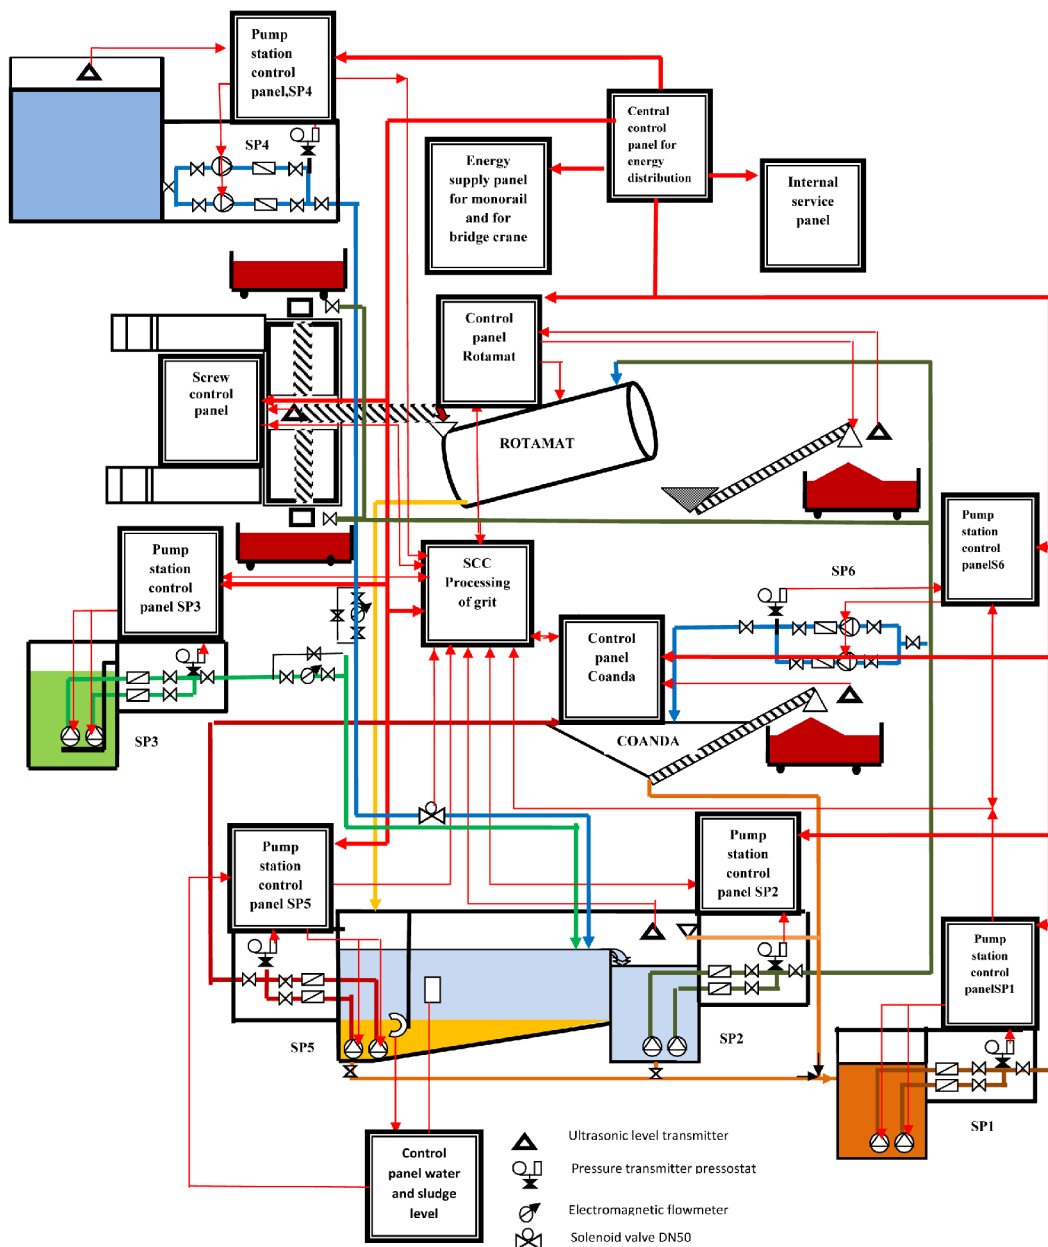 Pump
station
control
panel,SP4
SP4
Central
control
panel for
energy
distribution
Energy
supply panel
for monorail
and for
bridge crane
Internal
service
panel
Control
panel
Rotamat
Screw
control
panel
ROTAMAT
Pump
station
control
panelS6
SP6
Pump
station
control
panel SP3
SCC
Processing
of grit
Control
panel
Coanda
SP3
COANDA
Pump
station
control
panel SP5
Pump
station
control
panel SP2
Pump
station
control
panelSP1
SP5
SP2
SP1
Control
panel water
and sludge
level
Ultrasonic level transmitter
Pressure transmitter pressostat
Electromagnetic flowmeter
Solenoid valve DN50